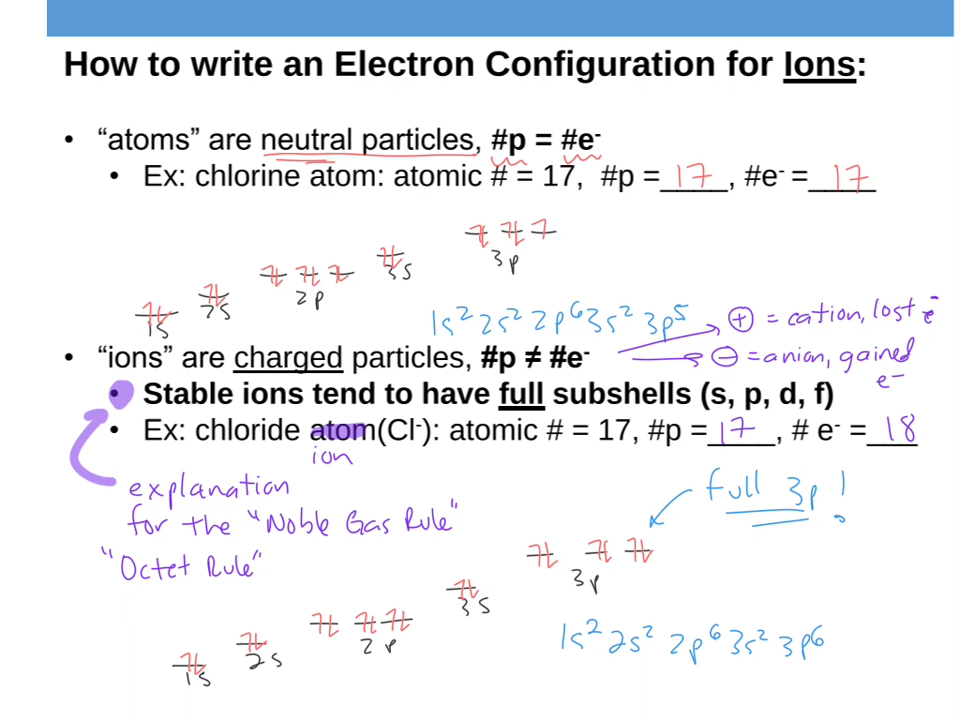 How to write an Electron Configuration for Ions:
• “atoms” are neutral particles, #p = #e⁻
• Ex: chlorine atom: atomic # = 17, #p = 17, #e⁻ = 17
3p
3s
2p
2s
1s
1s² 2s² 2p⁶ 3s² 3p⁵
⊕ = cation, lost e⁻
• “ions” are charged particles, #p ≠ #e⁻
⊖ = anion, gained e⁻
• Stable ions tend to have full subshells (s, p, d, f)
• Ex: chloride atom(Cl⁻): atomic # = 17, #p = 17, # e⁻ = 18
ion
explanation
for the "Noble Gas Rule"
"Octet Rule"
full 3p!
3p
3s
2p
2s
1s
1s² 2s² 2p⁶ 3s² 3p⁶